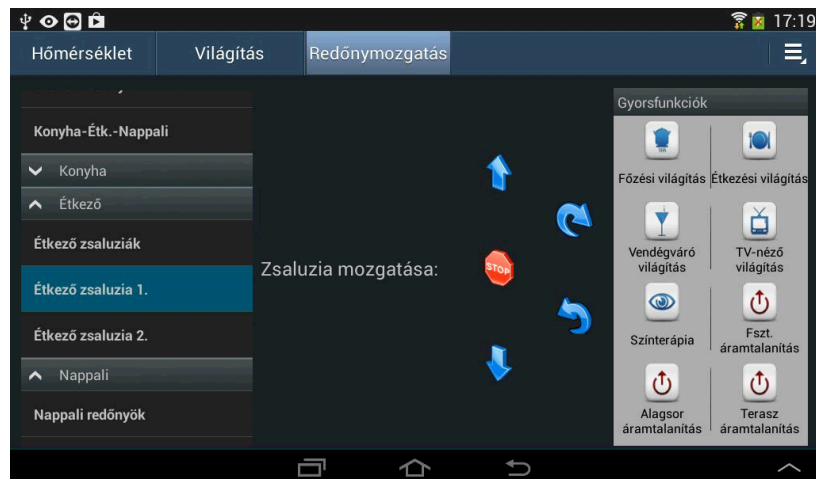 17:19
Hőmérséklet
Világítás
Redőnymozgatás
Konyha-Étk.-Nappali
Konyha
Étkező
Étkező zsaluziák
Étkező zsaluzia 1.
Étkező zsaluzia 2.
Nappali
Nappali redőnyök
Zsaluzia mozgatása:
STOP
Gyorsfunkciók
Főzési világítás
Étkezési világítás
Vendégváró
világítás
TV-néző
világítás
Színterápia
Fszt.
áramtalanítás
Alagsor
áramtalanítás
Terasz
áramtalanítás